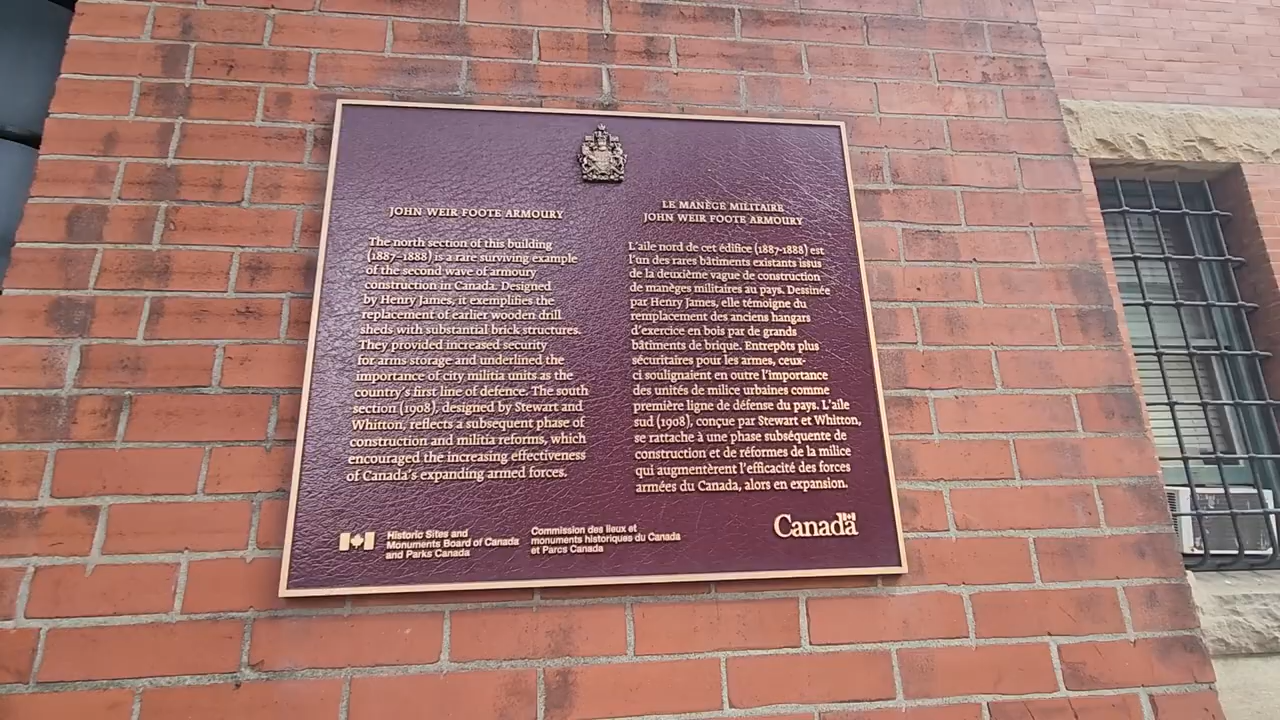 JOHN WEIR FOOTE ARMOURY
The north section of this building
(1887–1888) is a rare surviving example
of the second wave of armoury
construction in Canada. Designed
by Henry James, it exemplifies the
replacement of earlier wooden drill
sheds with substantial brick structures.
They provided increased security
for arms storage and underlined the
importance of city militia units as the
country's first line of defence. The south
section (1908), designed by Stewart and
Whitton, reflects a subsequent phase of
construction and militia reforms, which
encouraged the increasing effectiveness
of Canada's expanding armed forces.
LE MANÈGE MILITAIRE
JOHN WEIR FOOTE ARMOURY
L'aile nord de cet édifice (1887-1888) est
l'un des rares bâtiments existants issus
de la deuxième vague de construction
de manèges militaires au pays. Dessinée
par Henry James, elle témoigne du
remplacement des anciens hangars
d'exercice en bois par de grands
bâtiments de brique. Entrepôts plus
sécuritaires pour les armes, ceux-
ci soulignaient en outre l'importance
des unités de milice urbaines comme
première ligne de défense du pays. L'aile
sud (1908), conçue par Stewart et Whitton,
se rattache à une phase subséquente de
construction et de réformes de la milice
qui augmentèrent l'efficacité des forces
armées du Canada, alors en expansion.
Historic Sites and
Monuments Board of Canada
and Parks Canada
Commission des lieux et
monuments historiques du Canada
et Parcs Canada
Canada